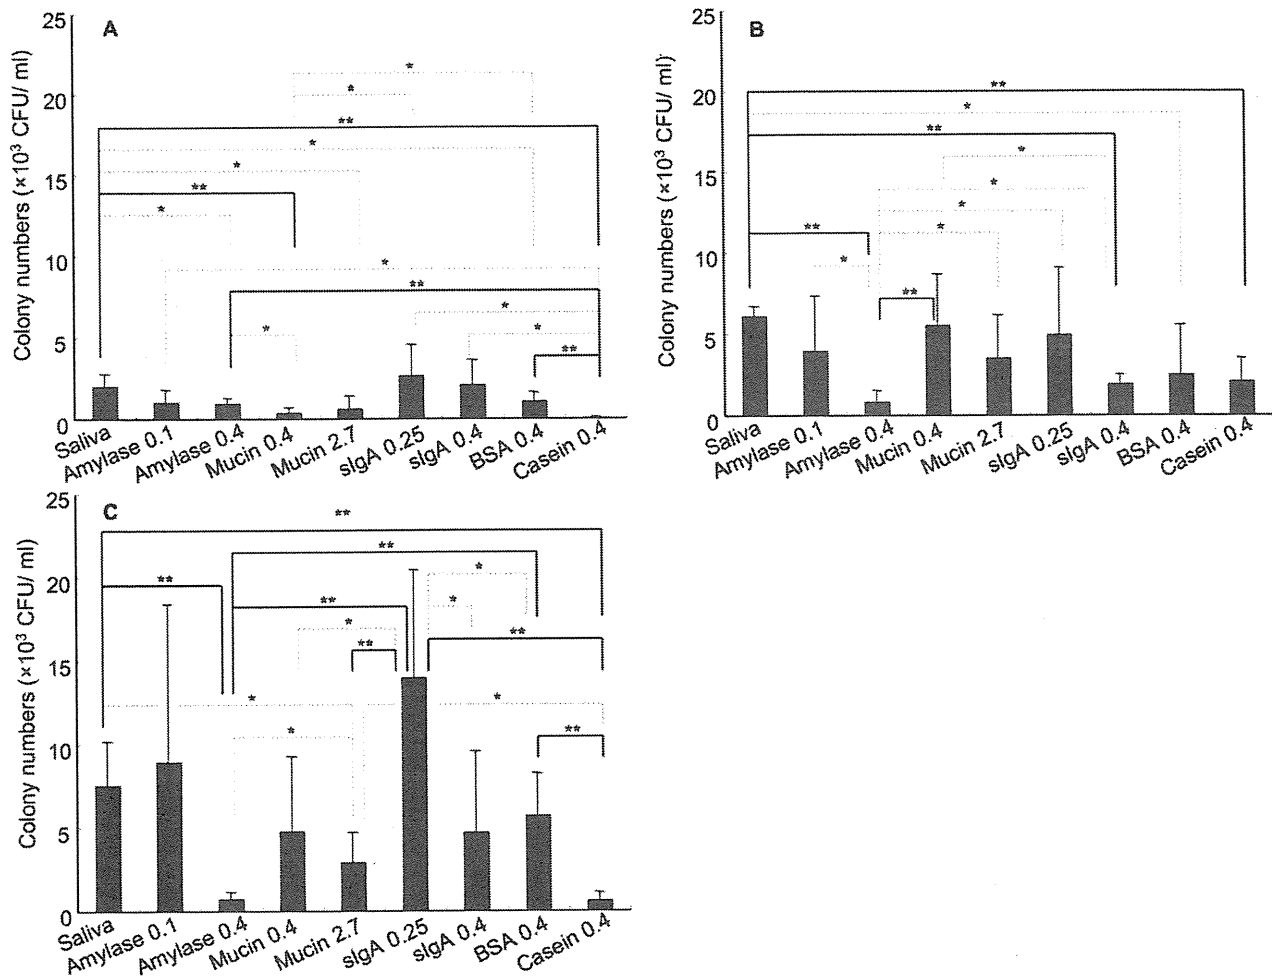 A
Colony numbers (×10³ CFU/ ml)
25
20
15
10
5
0
*
*
**
*
*
**
*
*
**
*
*
*
**
Saliva
Amylase 0.1
Amylase 0.4
Mucin 0.4
Mucin 2.7
sIgA 0.25
sIgA 0.4
BSA 0.4
Casein 0.4
B
Colony numbers (×10³ CFU/ ml)
25
20
15
10
5
0
**
*
**
*
*
*
**
*
*
**
Saliva
Amylase 0.1
Amylase 0.4
Mucin 0.4
Mucin 2.7
sIgA 0.25
sIgA 0.4
BSA 0.4
Casein 0.4
C
Colony numbers (×10³ CFU/ ml)
25
20
15
10
5
0
**
**
**
*
**
*
*
**
**
*
*
*
**
Saliva
Amylase 0.1
Amylase 0.4
Mucin 0.4
Mucin 2.7
sIgA 0.25
sIgA 0.4
BSA 0.4
Casein 0.4